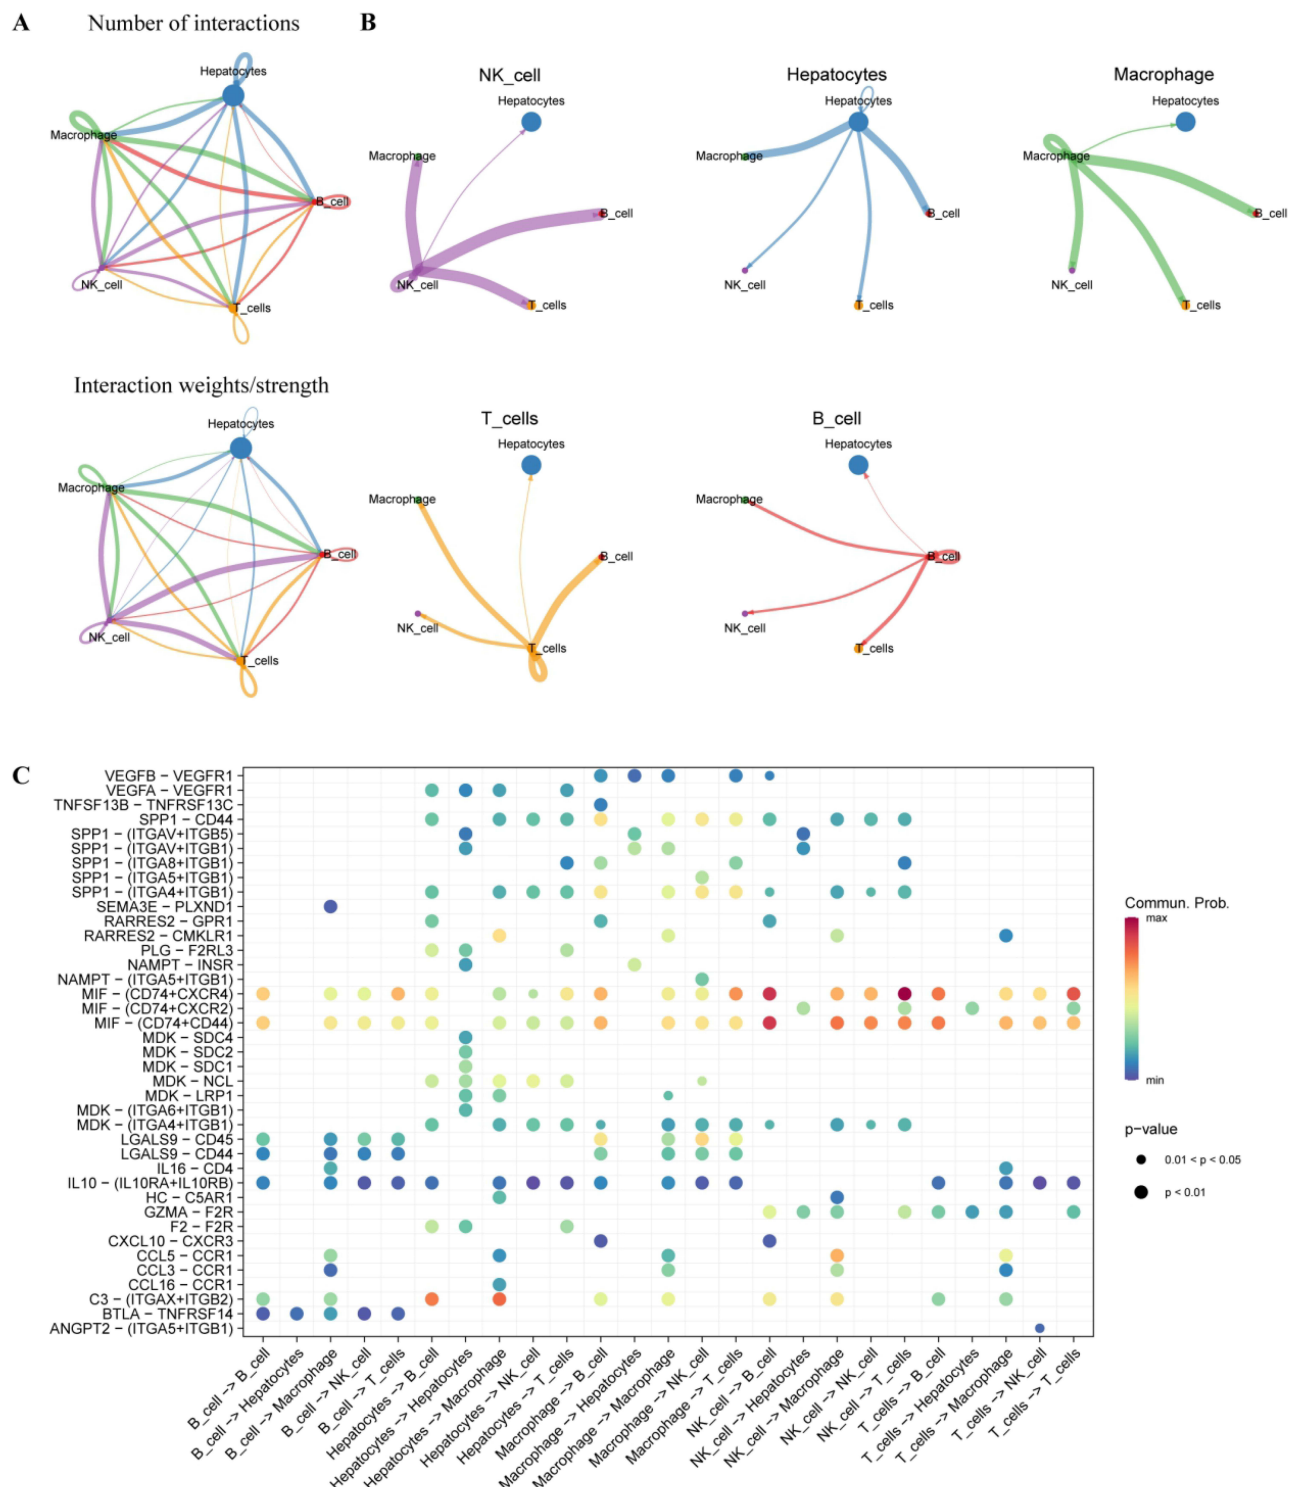 A
Number of interactions
Hepatocytes
Macrophage
B_cell
NK_cell
T_cells
Interaction weights/strength
Hepatocytes
Macrophage
B_cell
NK_cell
T_cells
B
NK_cell
Hepatocytes
Macrophage
B_cell
NK_cell
T_cells
Hepatocytes
Hepatocytes
Macrophage
B_cell
NK_cell
T_cells
Macrophage
Hepatocytes
Macrophage
B_cell
NK_cell
T_cells
T_cells
Hepatocytes
Macrophage
B_cell
NK_cell
T_cells
B_cell
Hepatocytes
Macrophage
B_cell
NK_cell
T_cells
C
VEGFB − VEGFR1
VEGFA − VEGFR1
TNFSF13B − TNFRSF13C
SPP1 − CD44
SPP1 − (ITGAV+ITGB5)
SPP1 − (ITGAV+ITGB1)
SPP1 − (ITGA8+ITGB1)
SPP1 − (ITGA5+ITGB1)
SPP1 − (ITGA4+ITGB1)
SEMA3E − PLXND1
RARRES2 − GPR1
RARRES2 − CMKLR1
PLG − F2RL3
NAMPT − INSR
NAMPT − (ITGA5+ITGB1)
MIF − (CD74+CXCR4)
MIF − (CD74+CXCR2)
MIF − (CD74+CD44)
MDK − SDC4
MDK − SDC2
MDK − SDC1
MDK − NCL
MDK − LRP1
MDK − (ITGA6+ITGB1)
MDK − (ITGA4+ITGB1)
LGALS9 − CD45
LGALS9 − CD44
IL16 − CD4
IL10 − (IL10RA+IL10RB)
HC − C5AR1
GZMA − F2R
F2 − F2R
CXCL10 − CXCR3
CCL5 − CCR1
CCL3 − CCR1
CCL16 − CCR1
C3 − (ITGAX+ITGB2)
BTLA − TNFRSF14
ANGPT2 − (ITGA5+ITGB1)
B_cell -> B_cell
B_cell -> Hepatocytes
B_cell -> Macrophage
B_cell -> NK_cell
B_cell -> T_cells
Hepatocytes -> B_cell
Hepatocytes -> Hepatocytes
Hepatocytes -> Macrophage
Hepatocytes -> NK_cell
Hepatocytes -> T_cells
Macrophage -> B_cell
Macrophage -> Hepatocytes
Macrophage -> Macrophage
Macrophage -> NK_cell
Macrophage -> T_cells
NK_cell -> B_cell
NK_cell -> Hepatocytes
NK_cell -> Macrophage
NK_cell -> NK_cell
NK_cell -> T_cells
T_cells -> B_cell
T_cells -> Hepatocytes
T_cells -> Macrophage
T_cells -> NK_cell
T_cells -> T_cells
Commun. Prob.
max
min
p−value
0.01 < p < 0.05
p < 0.01